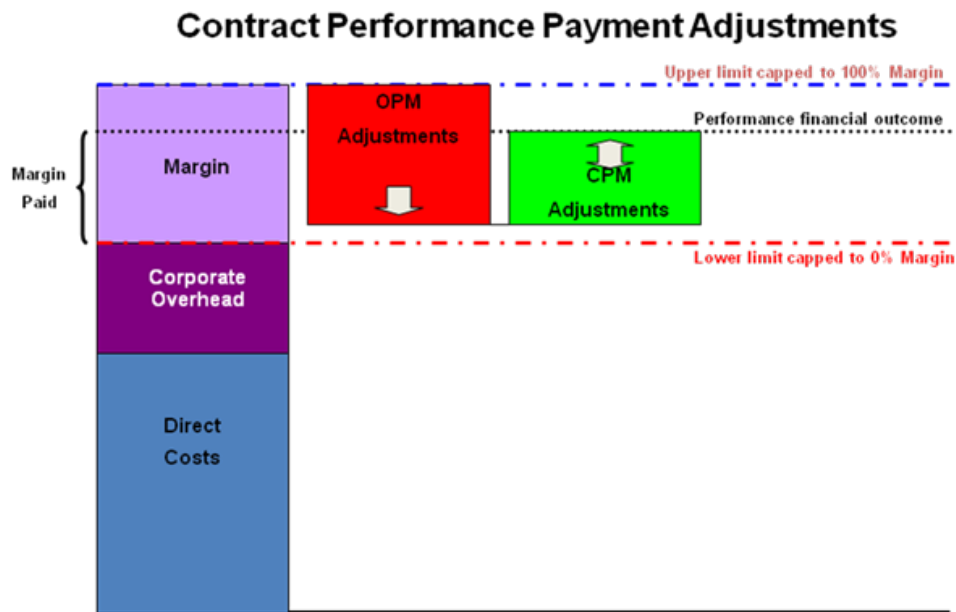 Contract Performance Payment Adjustments
Upper limit capped to 100% Margin
OPM
Adjustments
Performance financial outcome
Margin
Paid
Margin
CPM
Adjustments
Lower limit capped to 0% Margin
Corporate
Overhead
Direct
Costs